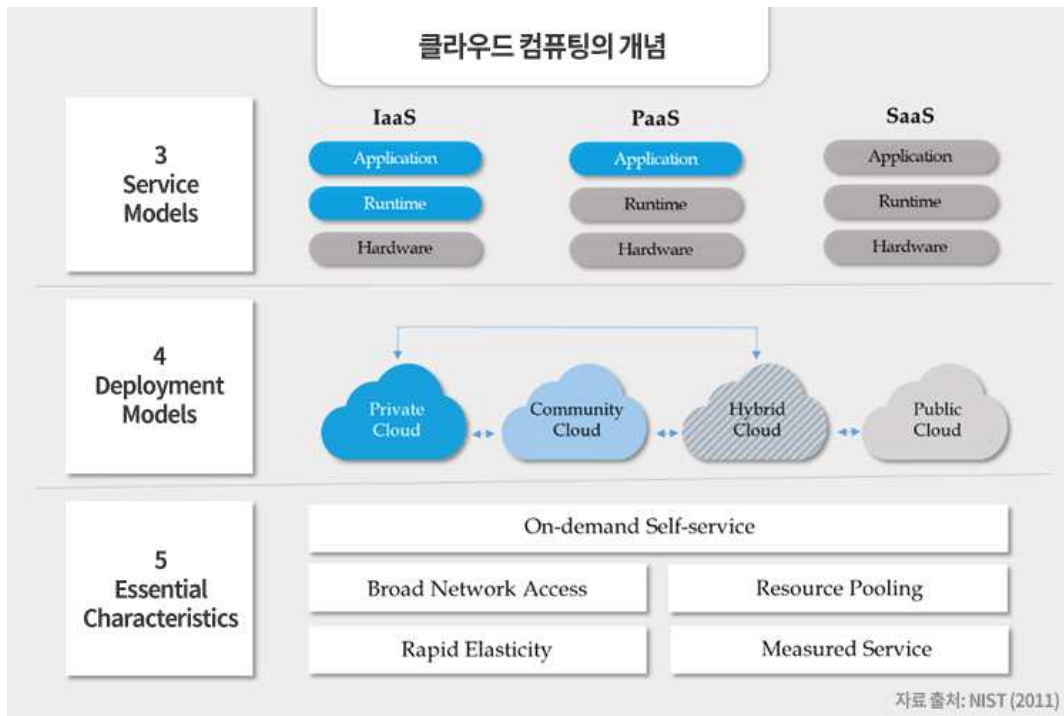 클라우드 컴퓨팅의 개념
3
Service
Models
IaaS
PaaS
SaaS
Application
Application
Application
Runtime
Runtime
Runtime
Hardware
Hardware
Hardware
4
Deployment
Models
Private
Cloud
Community
Cloud
Hybrid
Cloud
Public
Cloud
5
Essential
Characteristics
On-demand Self-service
Broad Network Access
Resource Pooling
Rapid Elasticity
Measured Service
자료 출처: NIST (2011)